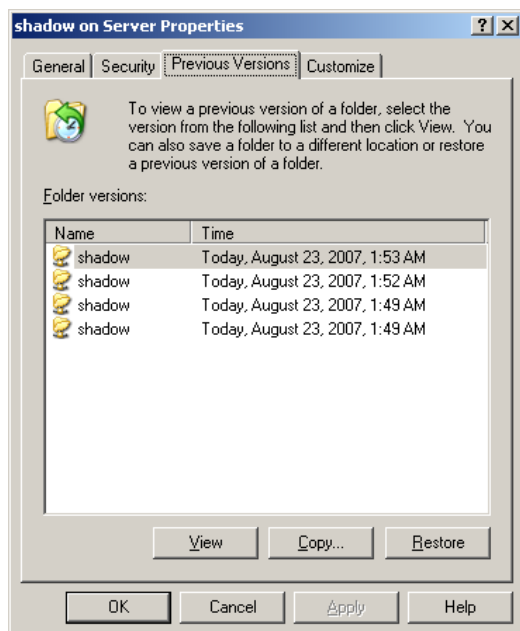 shadow on Server Properties
General Security Previous Versions Customize
To view a previous version of a folder, select the
version from the following list and then click View. You
can also save a folder to a different location or restore
a previous version of a folder.
Folder versions:
Name Time
shadow Today, August 23, 2007, 1:53 AM
shadow Today, August 23, 2007, 1:52 AM
shadow Today, August 23, 2007, 1:49 AM
shadow Today, August 23, 2007, 1:49 AM
View Copy... Restore
OK Cancel Apply Help